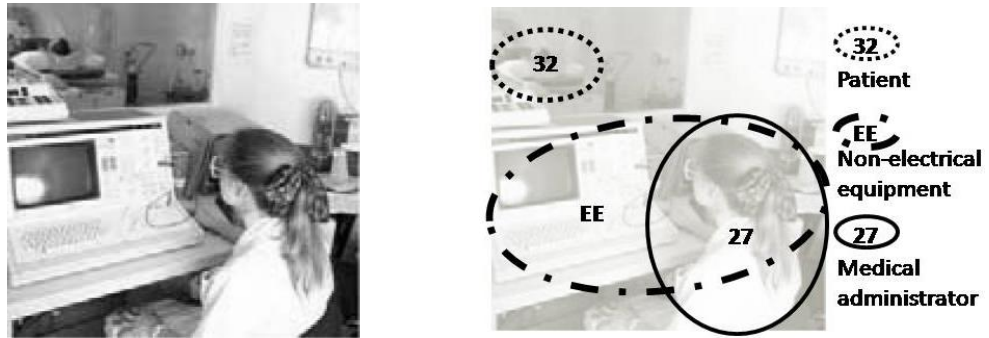 32
32
Patient
EE
Non-electrical
equipment
EE
27
27
Medical
administrator